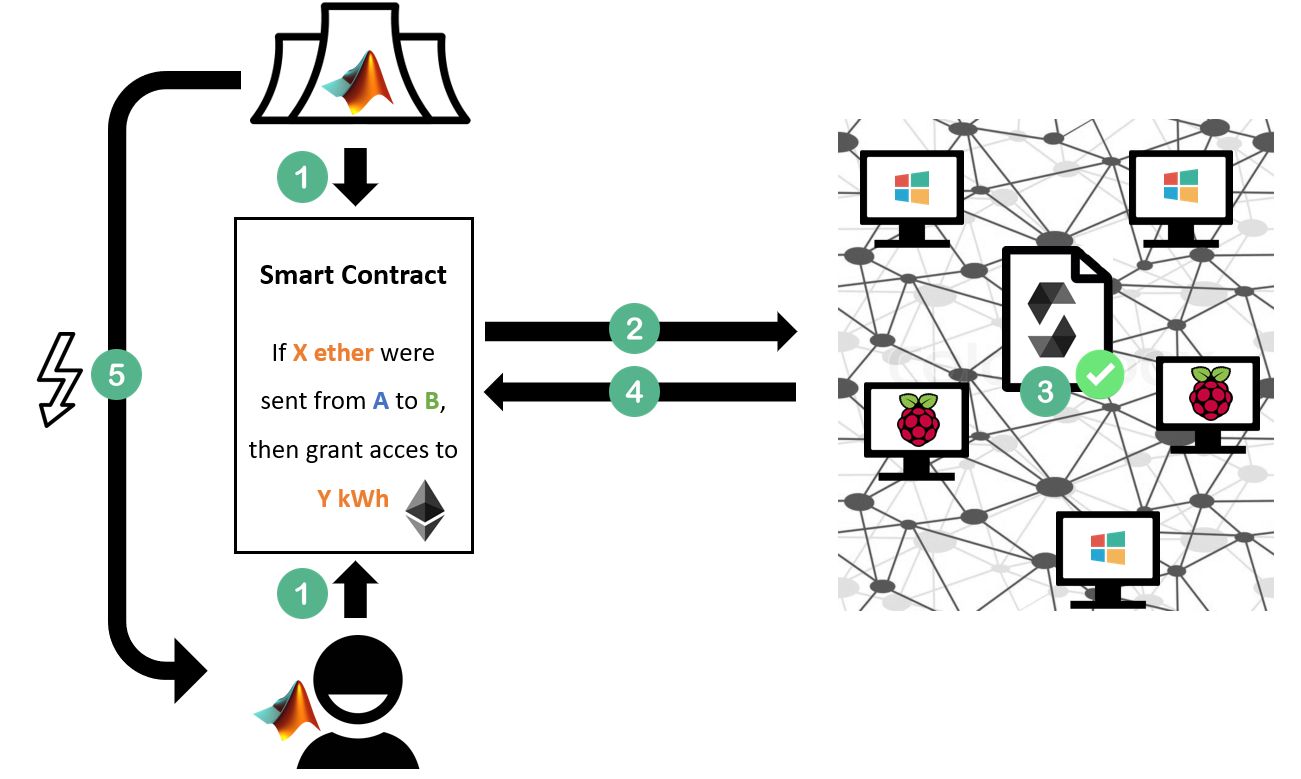 1
Smart Contract
If X ether were
sent from A to B,
then grant acces to
Y kWh
1
2
4
3
5